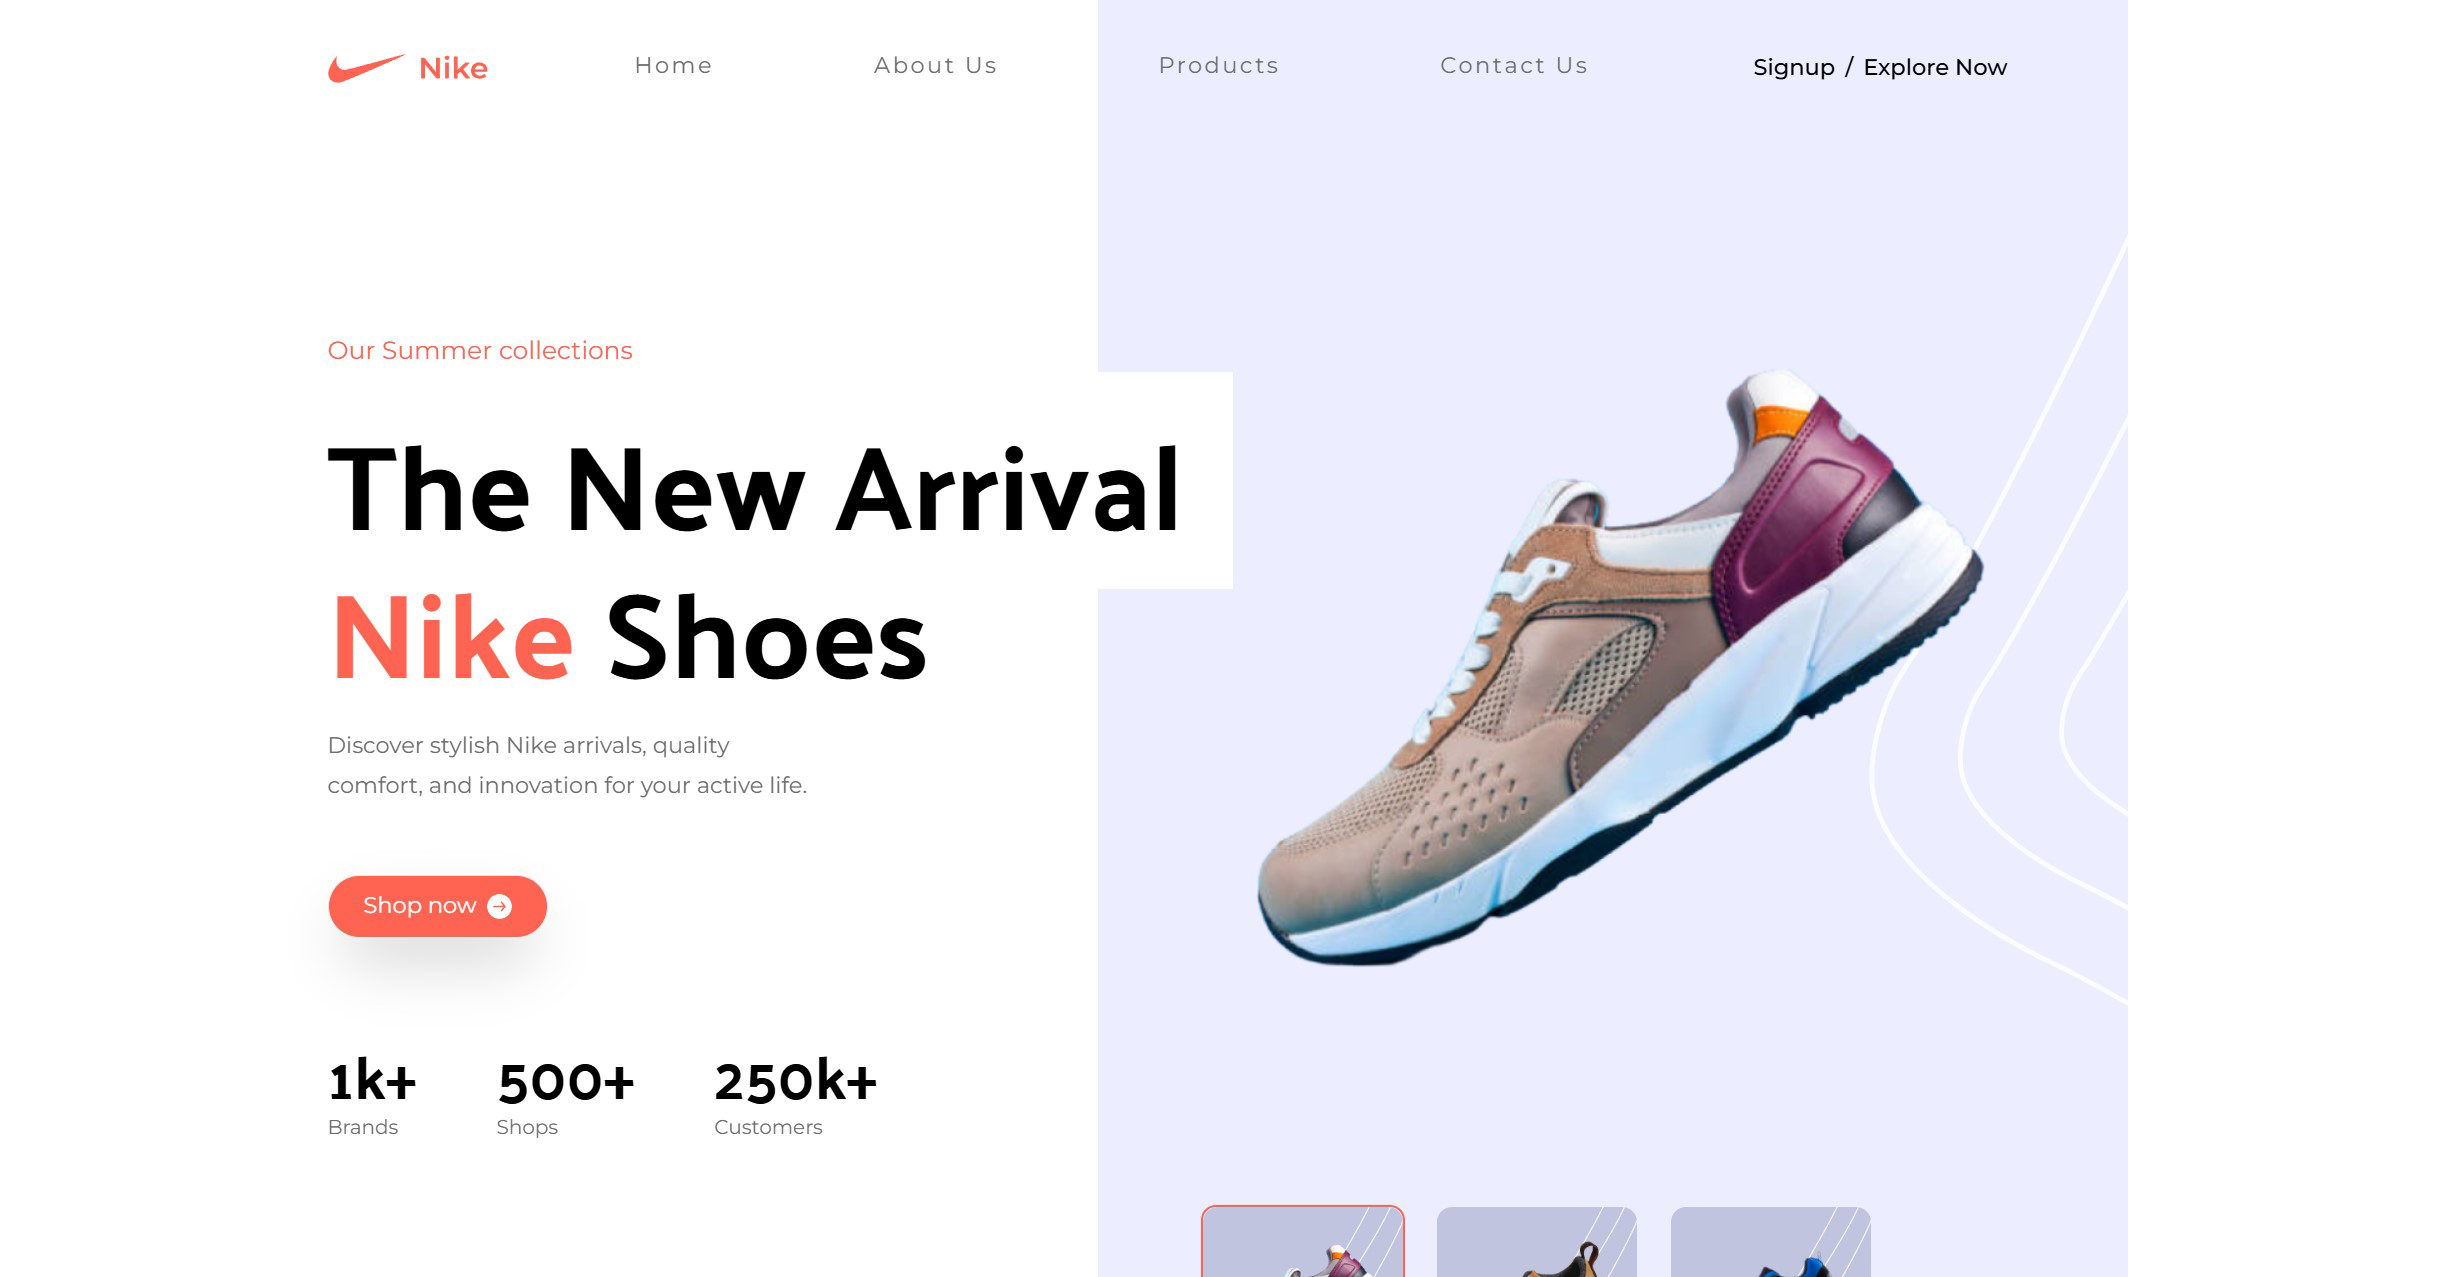 Nike
Home
About Us
Products
Contact Us
Signup / Explore Now
Our Summer collections
The New Arrival
Nike Shoes
Discover stylish Nike arrivals, quality
comfort, and innovation for your active life.
Shop now
1k+
Brands
500+
Shops
250k+
Customers